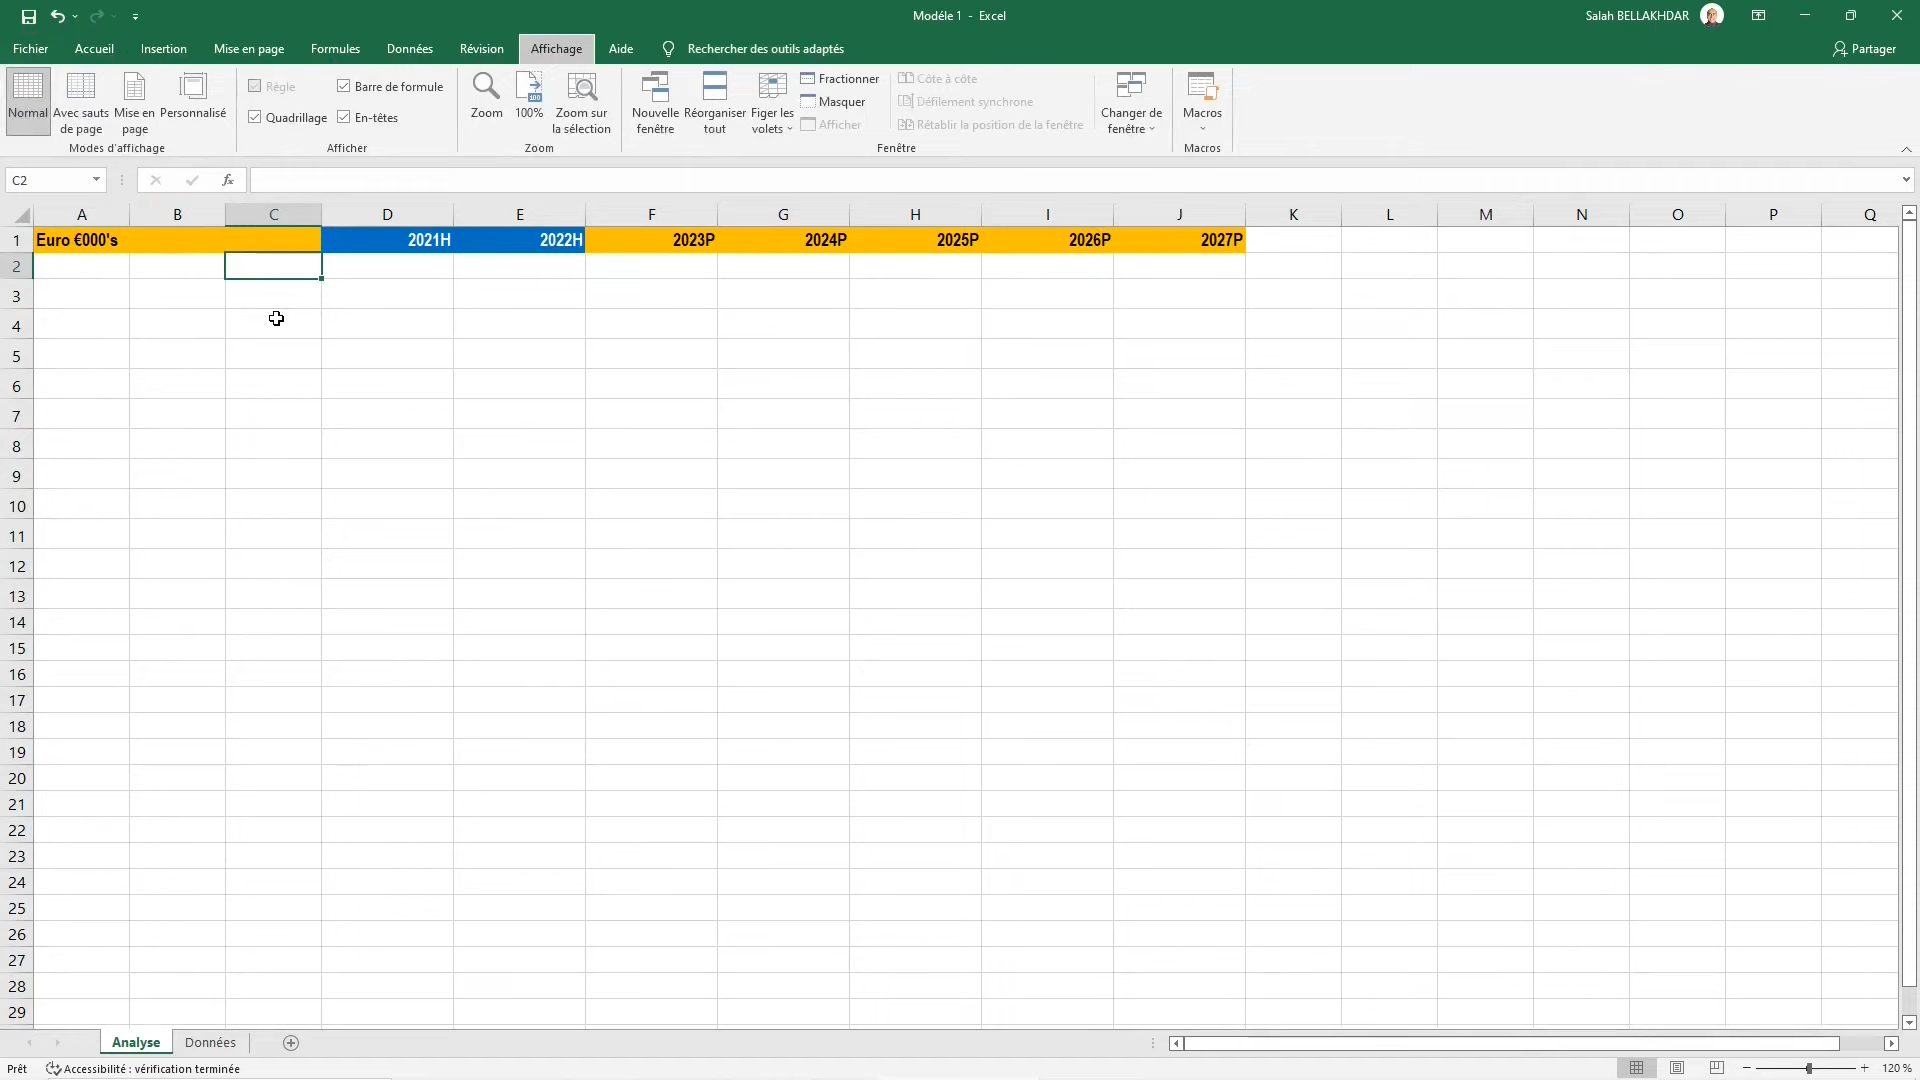 Modéle 1 - Excel
Salah BELLAKHDAR
Fichier Accueil Insertion Mise en page Formules Données Révision Affichage Aide Rechercher des outils adaptés Partager
Normal
Avec sauts de page
Mise en page
Personnalisé
Modes d'affichage
Règle
Barre de formule
Quadrillage
En-têtes
Afficher
Zoom
100%
Zoom sur la sélection
Zoom
Nouvelle fenêtre
Réorganiser tout
Figer les volets
Fractionner
Masquer
Afficher
Côte à côte
Défilement synchrone
Rétablir la position de la fenêtre
Changer de fenêtre
Fenêtre
Macros
Macros
C2
fx
A B C D E F G H I J K L M N O P Q
1 Euro €000's 2021H 2022H 2023P 2024P 2025P 2026P 2027P
2
3
4
5
6
7
8
9
10
11
12
13
14
15
16
17
18
19
20
21
22
23
24
25
26
27
28
29
Analyse Données
Prêt Accessibilité : vérification terminée 120 %